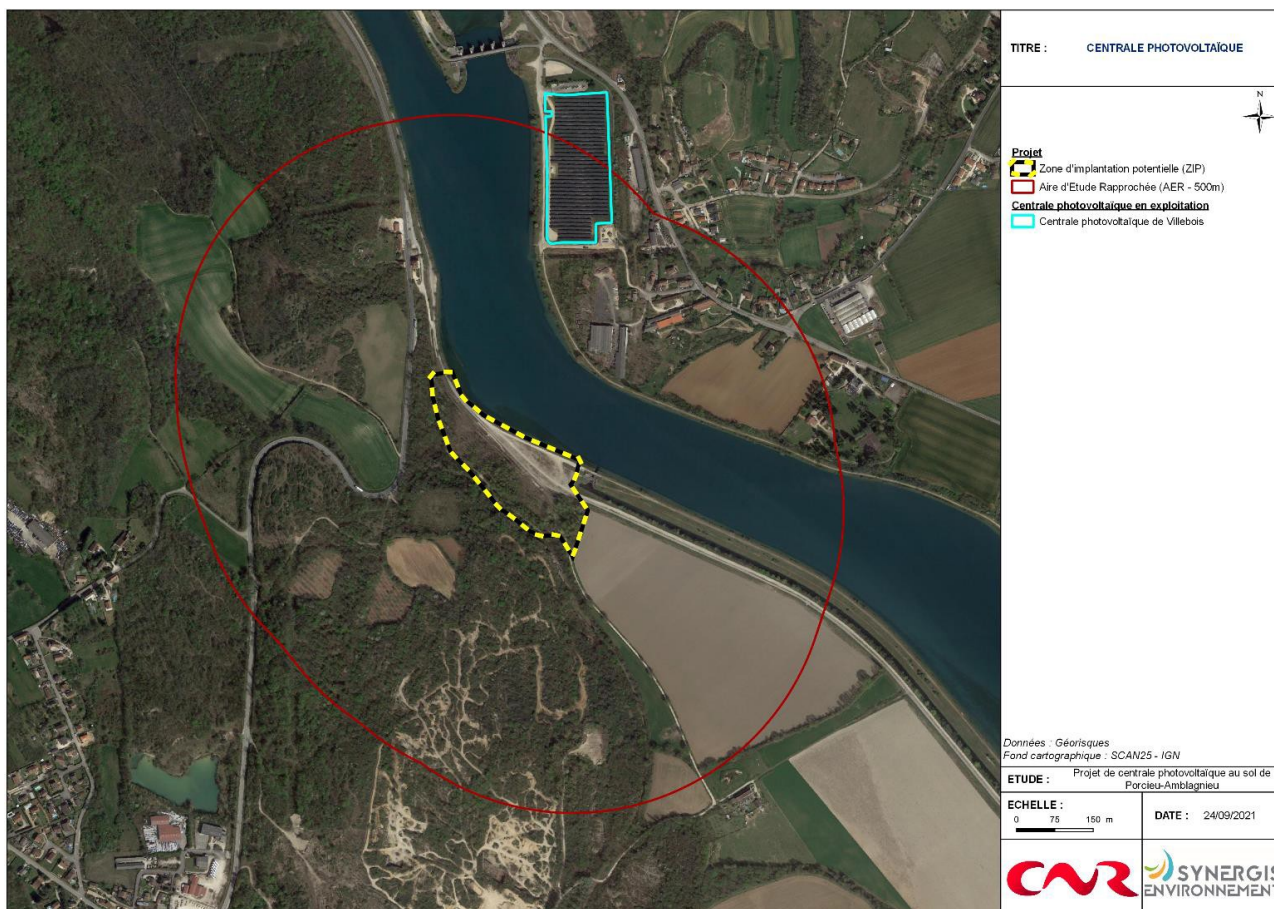 TITRE : CENTRALE PHOTOVOLTAÏQUE
N
Projet
Zone d'implantation potentielle (ZIP)
Aire d'Etude Rapprochée (AER - 500m)
Centrale photovoltaïque en exploitation
Centrale photovoltaïque de Villebois
Données : Géorisques
Fond cartographique : SCAN25 - IGN
ETUDE : Projet de centrale photovoltaïque au sol de
Porcieu-Amblagnieu
ECHELLE :
0 75 150 m
DATE : 24/09/2021
CNR
SYNERGIS
ENVIRONNEMENT